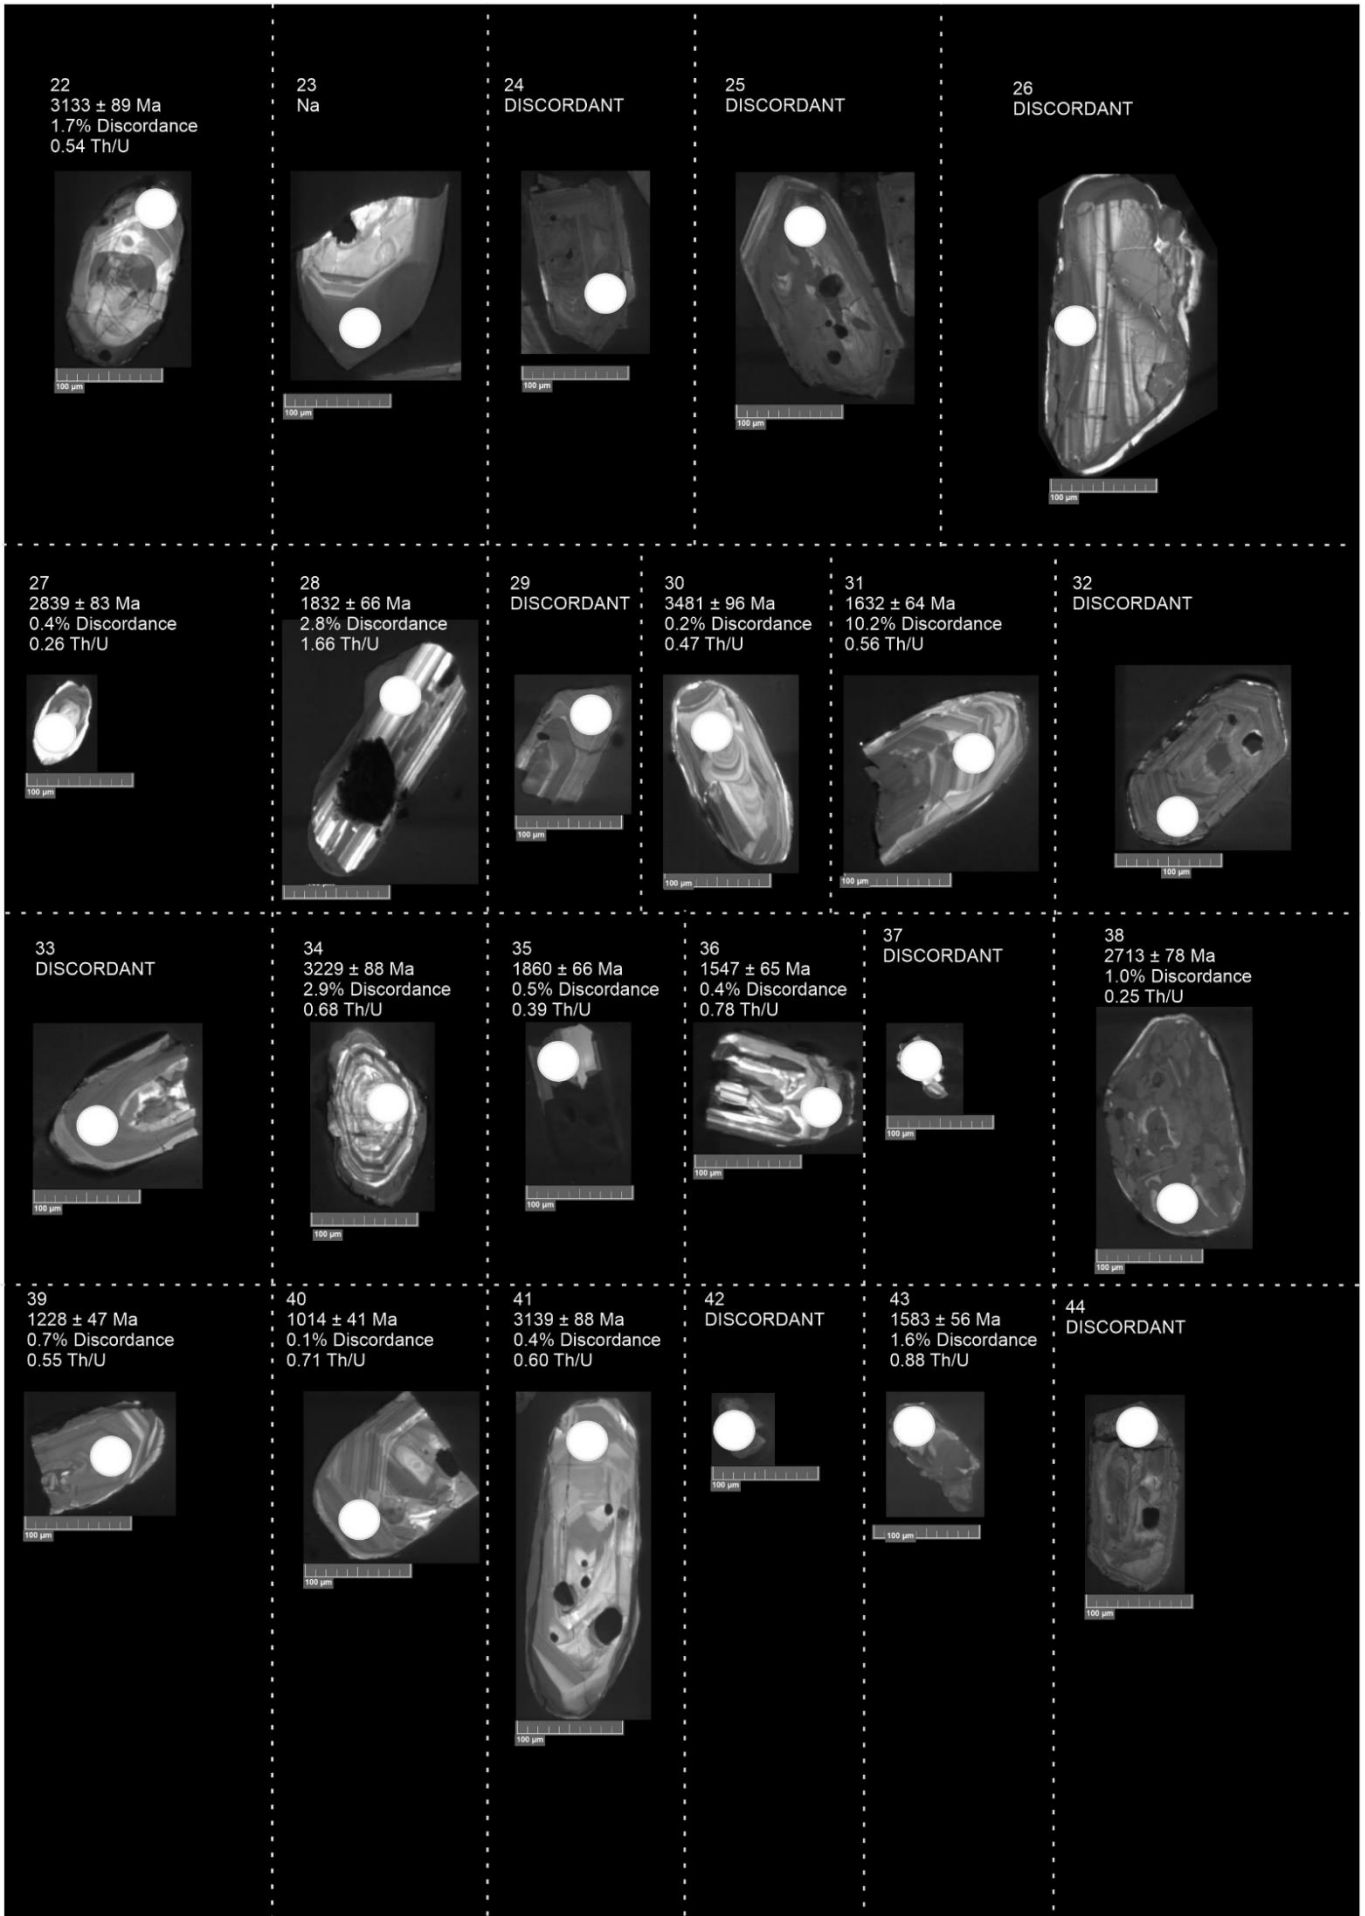 22
3133 ± 89 Ma
1.7% Discordance
0.54 Th/U
100 µm
23
Na
100 µm
24
DISCORDANT
100 µm
25
DISCORDANT
100 µm
26
DISCORDANT
100 µm
27
2839 ± 83 Ma
0.4% Discordance
0.26 Th/U
100 µm
28
1832 ± 66 Ma
2.8% Discordance
1.66 Th/U
29
DISCORDANT
100 µm
30
3481 ± 96 Ma
0.2% Discordance
0.47 Th/U
100 µm
31
1632 ± 64 Ma
10.2% Discordance
0.56 Th/U
100 µm
32
DISCORDANT
100 µm
33
DISCORDANT
100 µm
34
3229 ± 88 Ma
2.9% Discordance
0.68 Th/U
100 µm
35
1860 ± 66 Ma
0.5% Discordance
0.39 Th/U
100 µm
36
1547 ± 65 Ma
0.4% Discordance
0.78 Th/U
100 µm
37
DISCORDANT
100 µm
38
2713 ± 78 Ma
1.0% Discordance
0.25 Th/U
100 µm
39
1228 ± 47 Ma
0.7% Discordance
0.55 Th/U
100 µm
40
1014 ± 41 Ma
0.1% Discordance
0.71 Th/U
100 µm
41
3139 ± 88 Ma
0.4% Discordance
0.60 Th/U
100 µm
42
DISCORDANT
100 µm
43
1583 ± 56 Ma
1.6% Discordance
0.88 Th/U
100 µm
44
DISCORDANT
100 µm